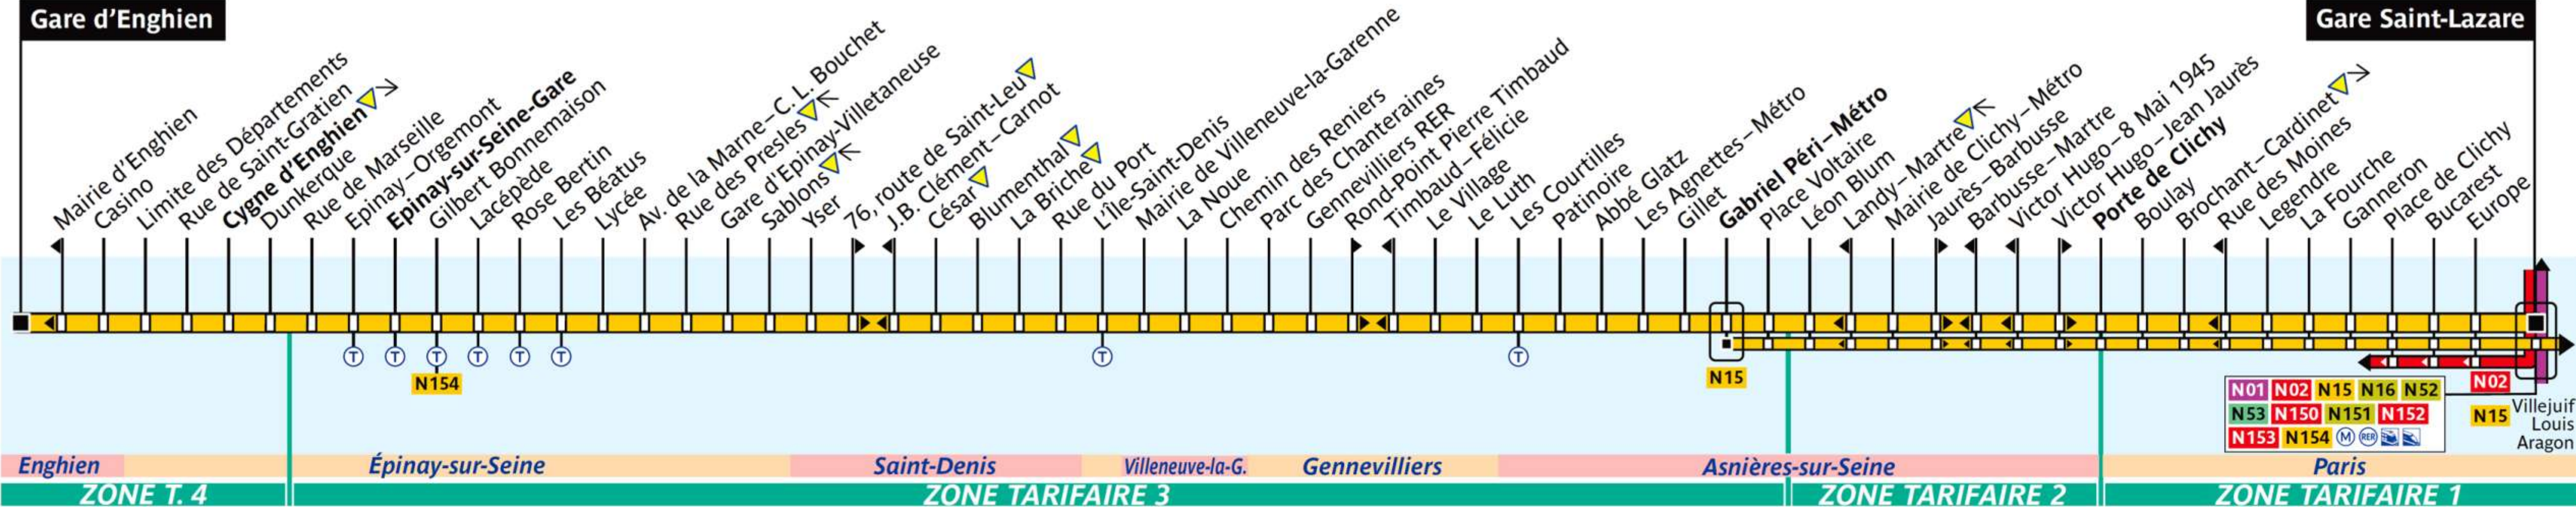 Gare d'Enghien
Gare Saint-Lazare
Mairie d'Enghien
Casino
Limite des Départements
Rue de Saint-Gratien
Cygne d'Enghien
Dunkerque
Rue de Marseille
Epinay–Orgemont
Epinay-sur-Seine-Gare
Gilbert Bonnemaison
Lacépède
Rose Bertin
Les Béatus
Lycée
Av. de la Marne–C. L. Bouchet
Rue des Presles
Gare d'Epinay-Villetaneuse
Sablons
Yser
76, route de Saint-Leu
J.B. Clément–Carnot
César
Blumenthal
La Briche
Rue du Port
L'Île-Saint-Denis
Mairie de Villeneuve-la-Garenne
La Noue
Chemin des Reniers
Parc des Chanteraines
Gennevilliers RER
Rond-Point Pierre Timbaud
Timbaud–Félicie
Le Village
Le Luth
Les Courtilles
Patinoire
Abbé Glatz
Les Agnettes–Métro
Gillet
Gabriel Péri–Métro
Place Voltaire
Léon Blum
Landy–Martre
Mairie de Clichy–Métro
Jaurès–Barbusse
Barbusse–Martre
Victor Hugo–8 Mai 1945
Victor Hugo–Jean Jaurès
Porte de Clichy
Boulay
Brochant–Cardinet
Rue des Moines
Legendre
La Fourche
Ganneron
Place de Clichy
Bucarest
Europe
T T T T T T T T
N154
N15
N01 N02 N15 N16 N52
N53 N150 N151 N152
N153 N154 M RER
N02
N15
Villejuif
Louis
Aragon
Enghien Épinay-sur-Seine Saint-Denis Villeneuve-la-G. Gennevilliers Asnières-sur-Seine Paris
ZONE T. 4 ZONE TARIFAIRE 3 ZONE TARIFAIRE 2 ZONE TARIFAIRE 1